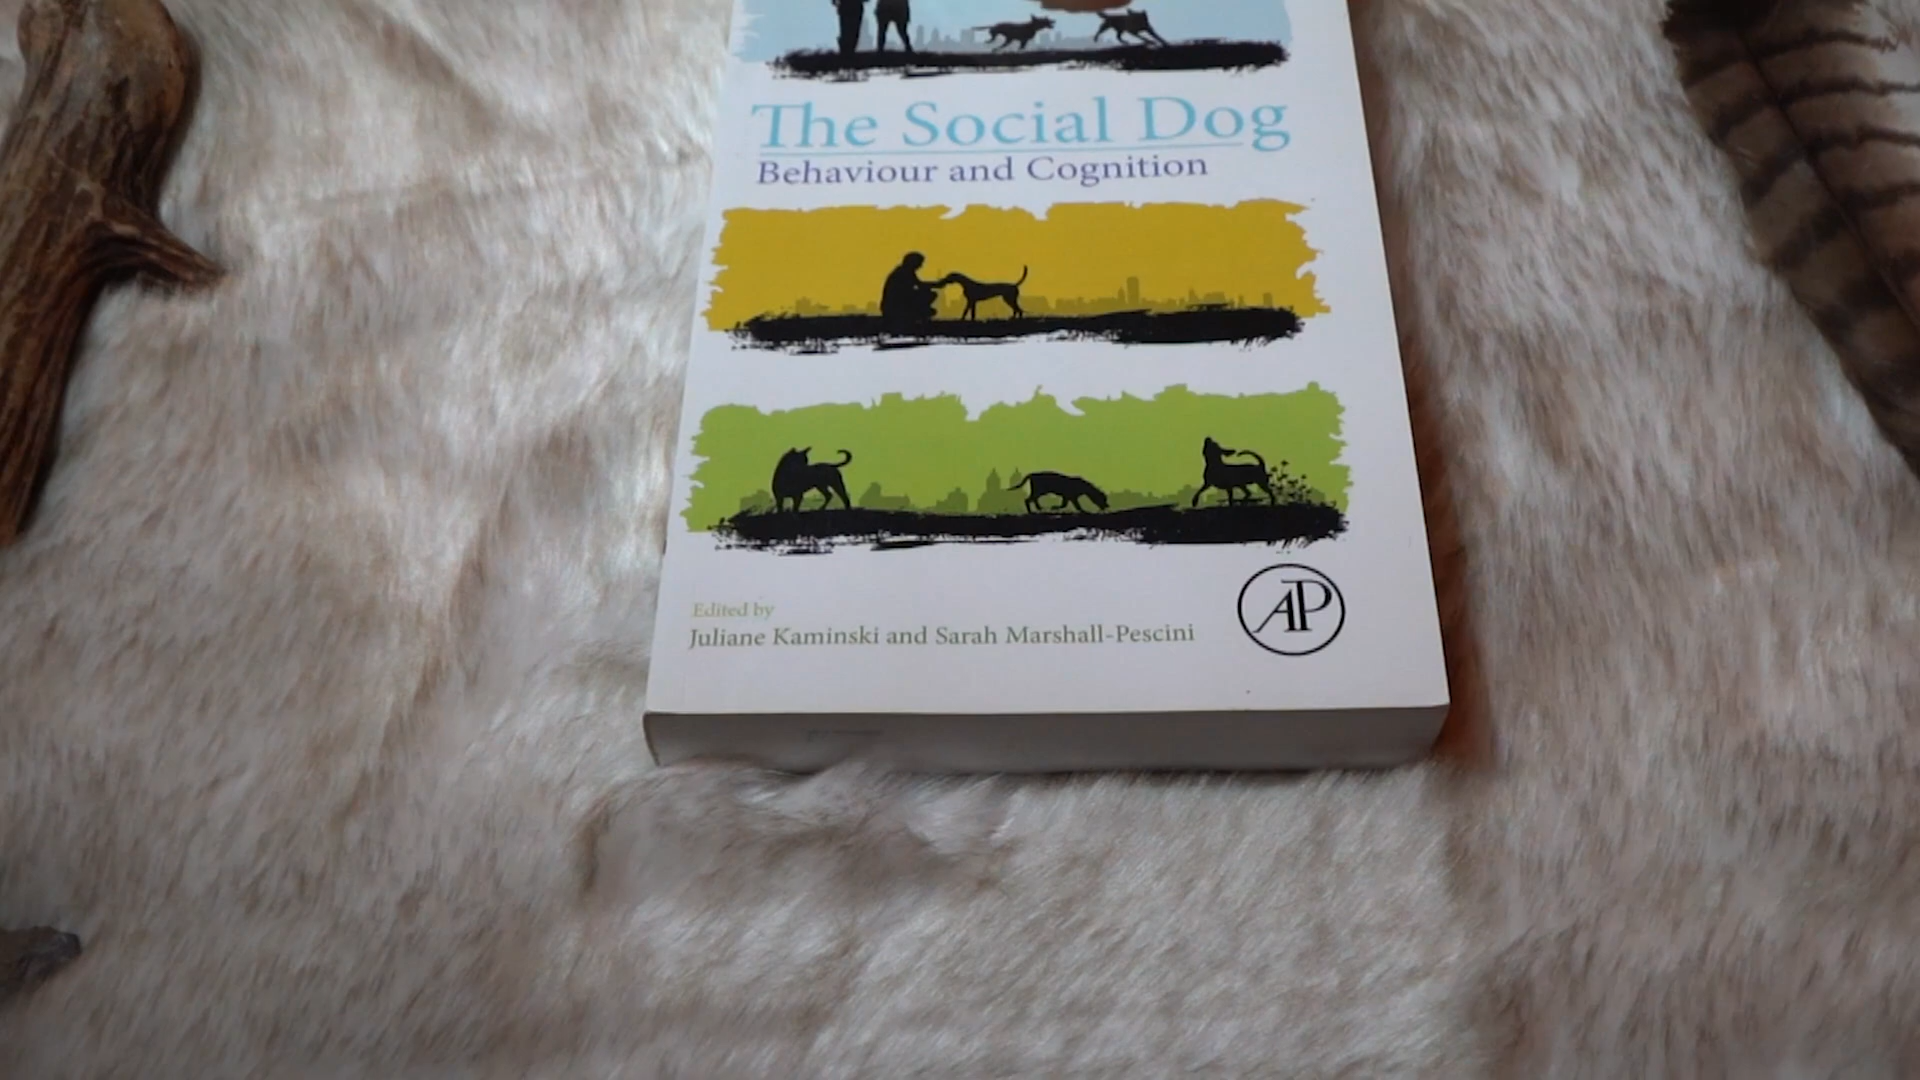 The Social Dog
Behaviour and Cognition
Edited by
Juliane Kaminski and Sarah Marshall-Pescini
AP